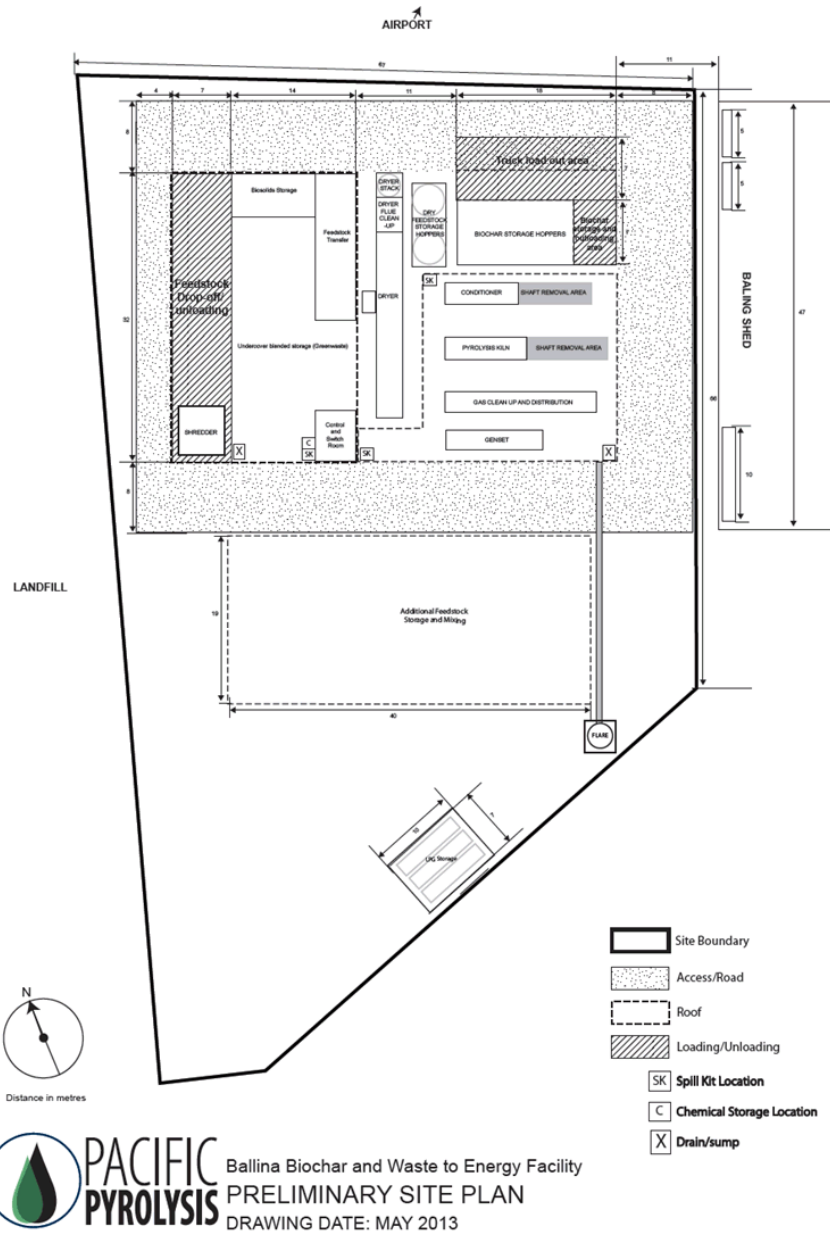 AIRPORT
67
11
4
7
14
11
18
8
8
5
Truck load out area
Biosolids Storage
DRYER
STACK
DRYER
FLUE
CLEAN
-UP
DRY
FEEDSTOCK
STORAGE
HOPPERS
7
5
Feedstock
Transfer
BIOCHAR STORAGE HOPPERS
Biochar
storage and
outloading
area
7
Feedstock
Drop-off/
unloading
SK
DRYER
CONDITIONER
SHAFT REMOVAL AREA
BALING SHED
47
32
Undercover blended storage (Greenwaste)
PYROLYSIS KILN
SHAFT REMOVAL AREA
66
GAS CLEAN UP AND DISTRIBUTION
SHREDDER
Control
and
Switch
Room
C
SK
X
SK
GENSET
X
10
8
LANDFILL
19
Additional Feedstock
Storage and Mixing
40
FLARE
10
7
LPG Storage
Site Boundary
Access/Road
Roof
Loading/Unloading
SK Spill Kit Location
C Chemical Storage Location
X Drain/sump
N
Distance in metres
PACIFIC
PYROLYSIS
Ballina Biochar and Waste to Energy Facility
PRELIMINARY SITE PLAN
DRAWING DATE: MAY 2013